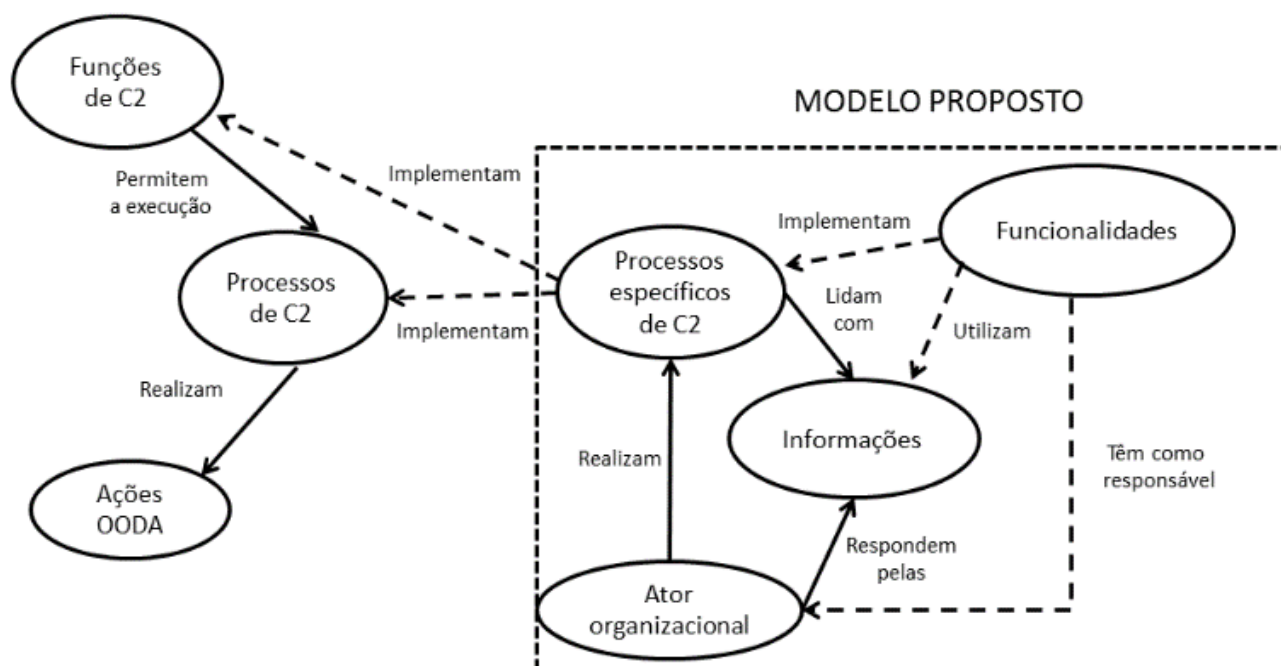 Funções
de C2
MODELO PROPOSTO
Permitem
a execução
Implementam
Implementam
Funcionalidades
Processos
de C2
Processos
específicos
de C2
Lidam
com
Utilizam
Implementam
Realizam
Informações
Realizam
Têm como
responsável
Ações
OODA
Respondem
pelas
Ator
organizacional